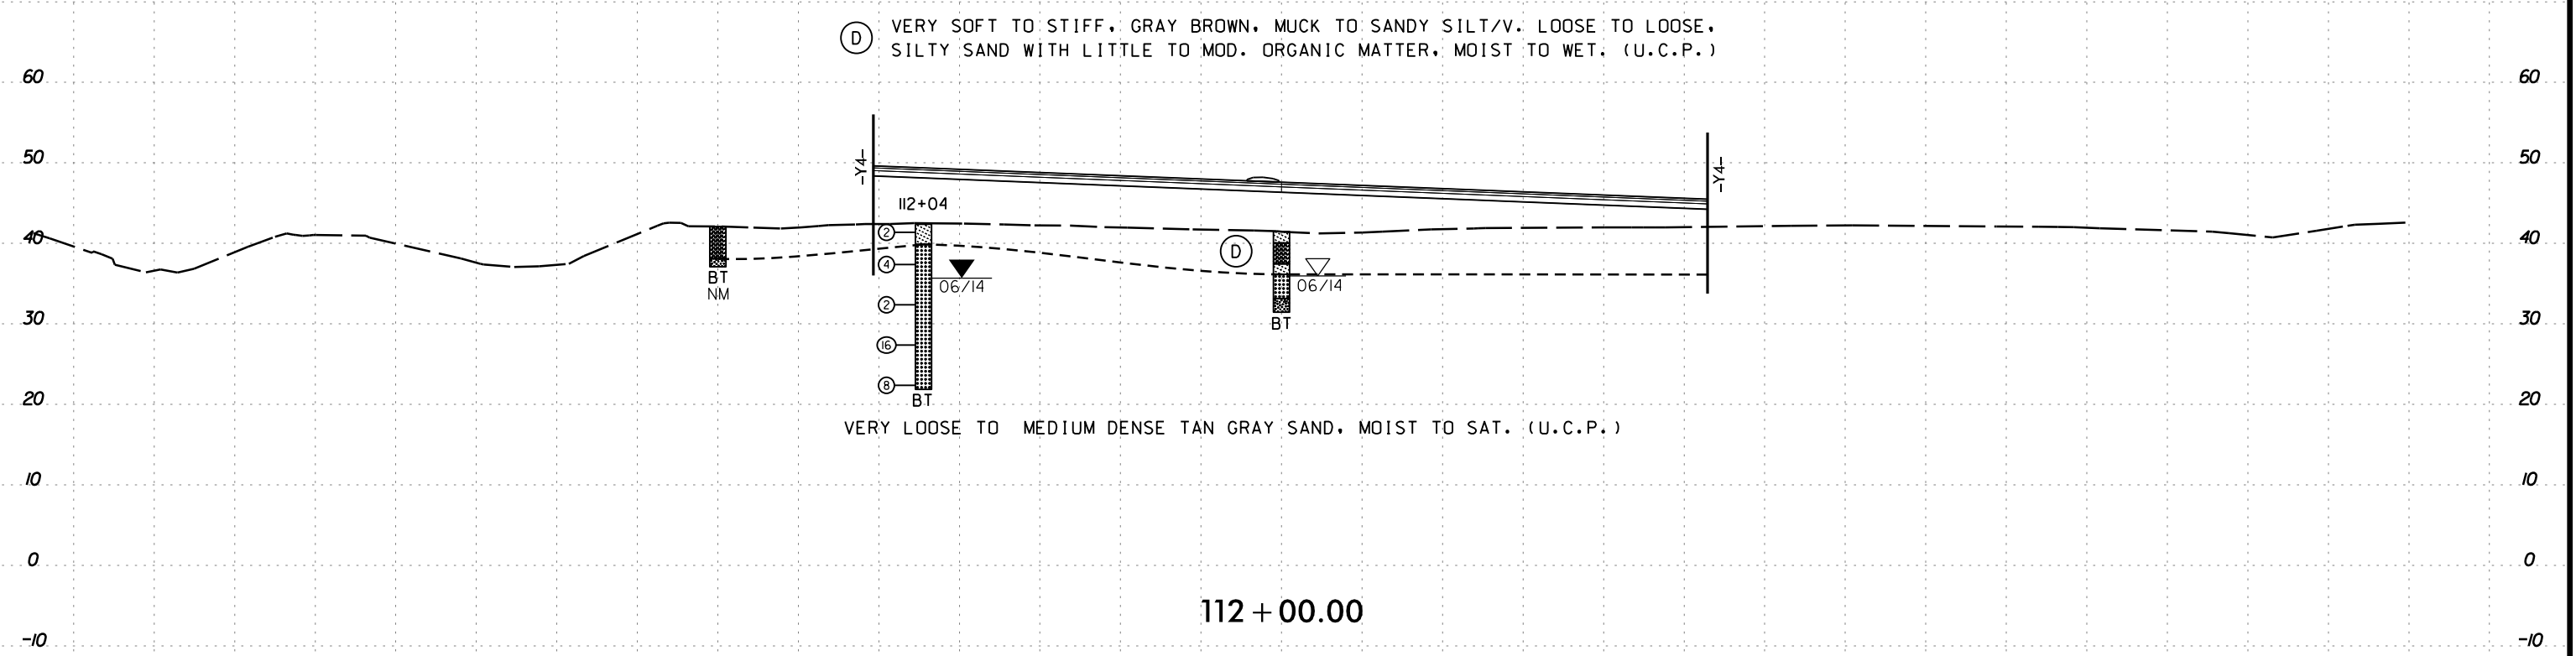 D VERY SOFT TO STIFF, GRAY BROWN, MUCK TO SANDY SILT/V. LOOSE TO LOOSE,
SILTY SAND WITH LITTLE TO MOD. ORGANIC MATTER, MOIST TO WET. (U.C.P.)
60 60
50 -Y4- -Y4- 50
112+04
40 2 D 40
4
BT
NM 06/14 06/14
2
30 BT 30
16
8
20 BT 20
VERY LOOSE TO MEDIUM DENSE TAN GRAY SAND, MOIST TO SAT. (U.C.P.)
10 10
0 0
112+00.00
-10 -10